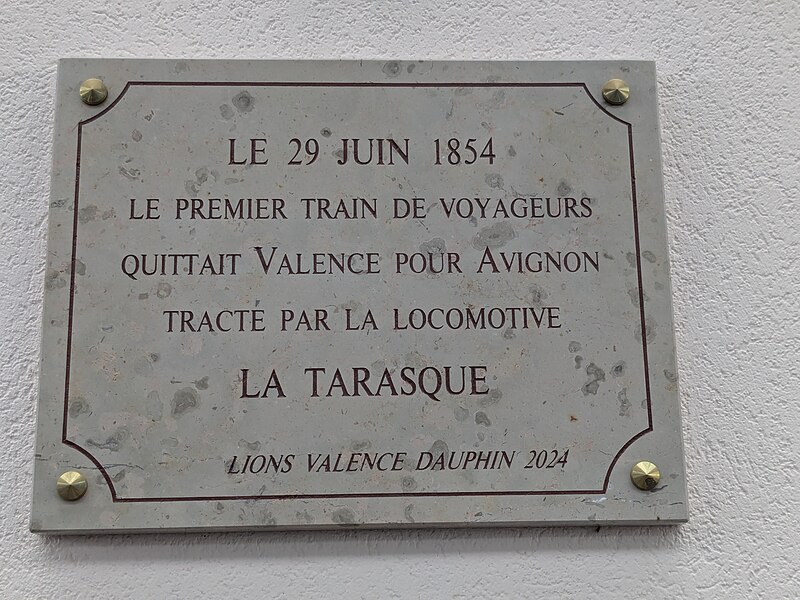 LE 29 JUIN 1854
LE PREMIER TRAIN DE VOYAGEURS
QUITTAIT VALENCE POUR AVIGNON
TRACTÉ PAR LA LOCOMOTIVE
LA TARASQUE
LIONS VALENCE DAUPHIN 2024